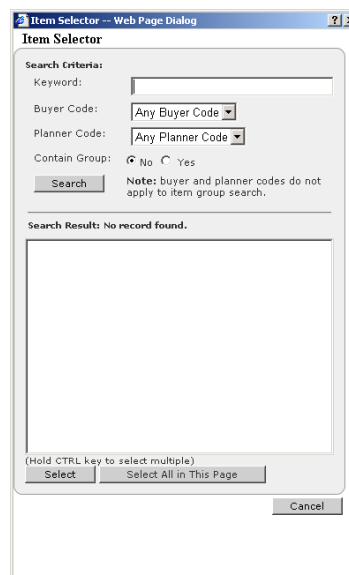 Item Selector -- Web Page Dialog
Item Selector
Search Criteria:
Keyword:
Buyer Code: Any Buyer Code
Planner Code: Any Planner Code
Contain Group: No Yes
Search Note: buyer and planner codes do not
apply to item group search.
Search Result: No record found.
(Hold CTRL key to select multiple)
Select Select All in This Page
Cancel